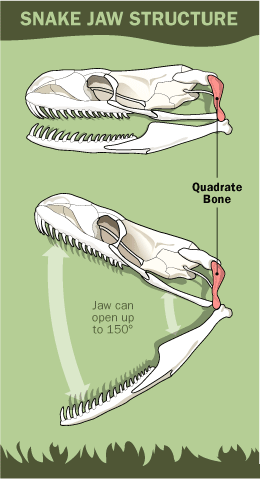 SNAKE JAW STRUCTURE
Quadrate
Bone
Jaw can
open up
to 150°